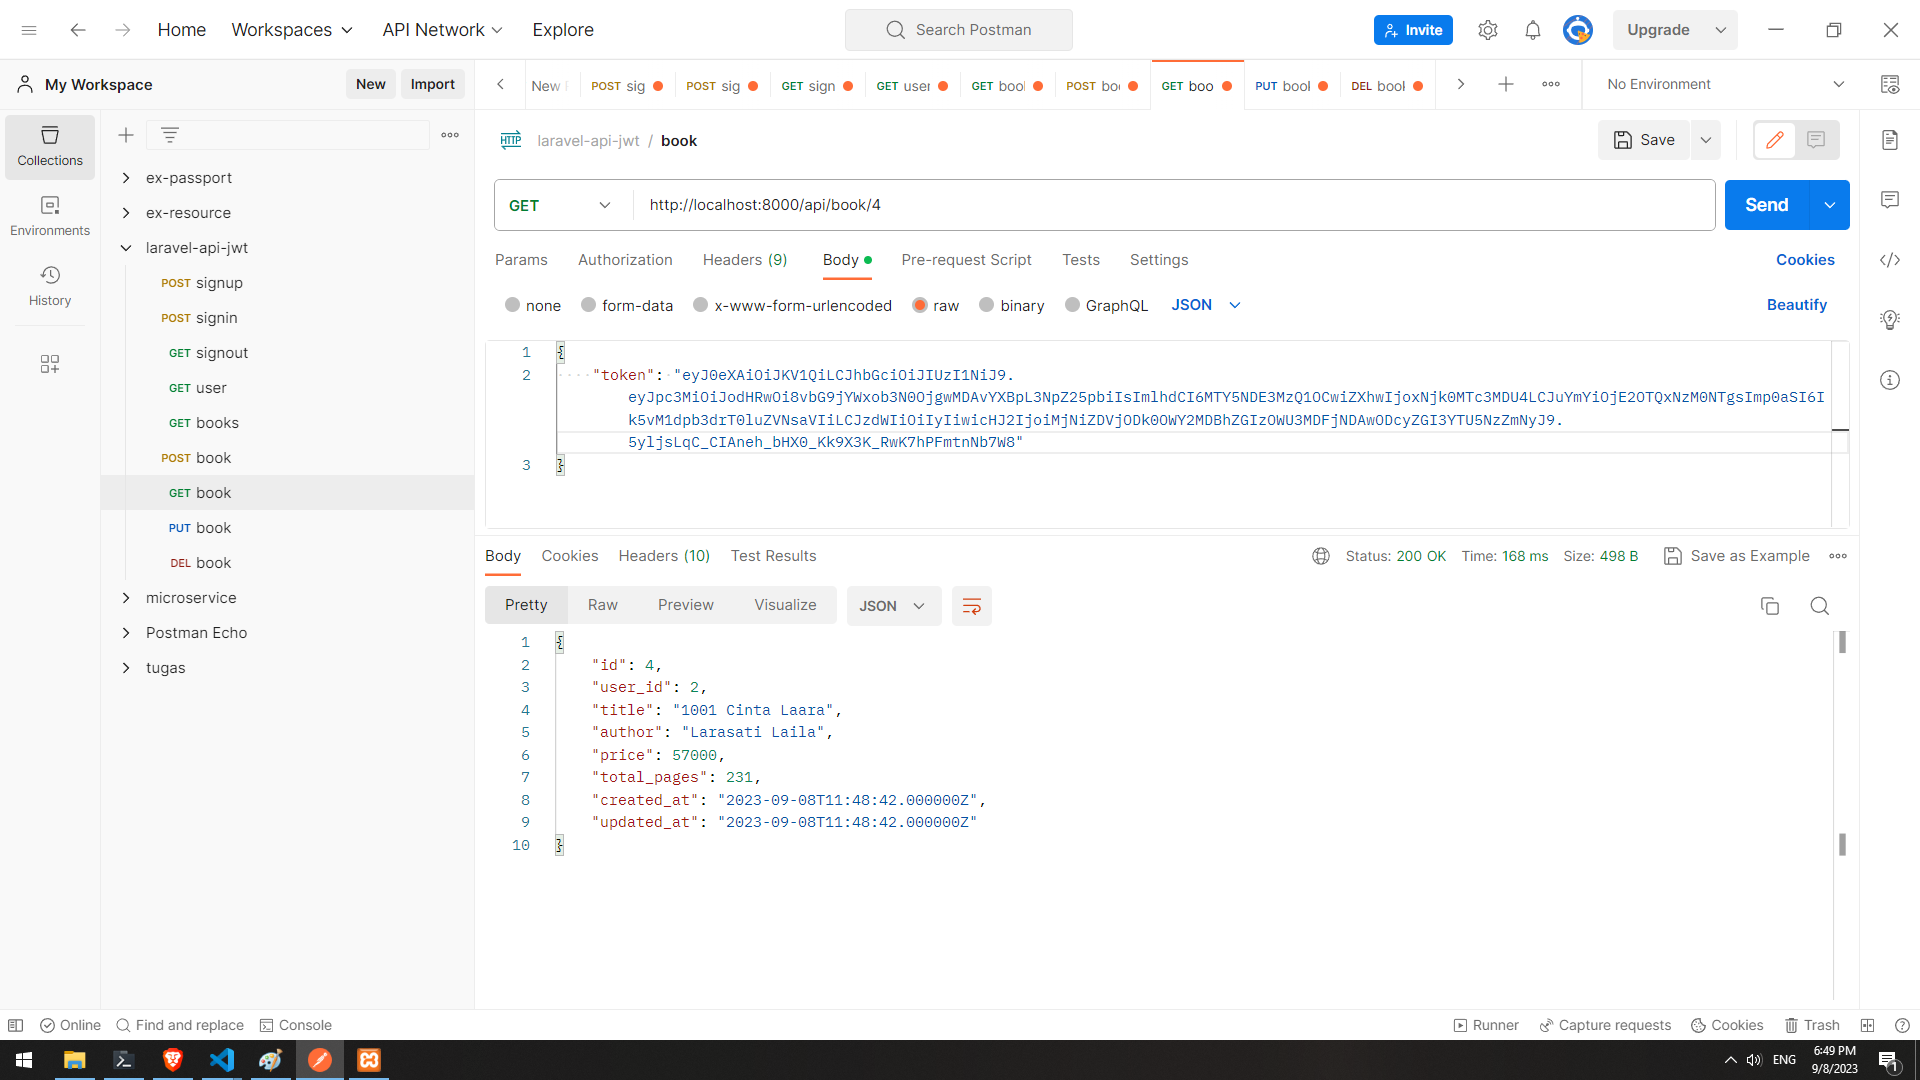 Home Workspaces API Network Explore Search Postman Invite Upgrade
My Workspace New Import
New POST sig POST sig GET sign GET user GET bool POST boo GET boo PUT bool DEL book No Environment
Collections
Environments
History
ex-passport
ex-resource
laravel-api-jwt
POST signup
POST signin
GET signout
GET user
GET books
POST book
GET book
PUT book
DEL book
microservice
Postman Echo
tugas
HTTP laravel-api-jwt / book Save
GET http://localhost:8000/api/book/4 Send
Params Authorization Headers (9) Body Pre-request Script Tests Settings Cookies
none form-data x-www-form-urlencoded raw binary GraphQL JSON Beautify
1 {
2 "token": "eyJ0eXAiOiJKV1QiLCJhbGciOiJIUzI1NiJ9.
eyJpc3MiOiJodHRwOi8vbG9jYWxob3N0OjgwMDAvYXBpL3NpZ25pbiIsImlhdCI6MTY5NDE3MzQ1OCwiZXhwIjoxNjk0MTc3MDU4LCJuYmYiOjE2OTQxNzM0NTgsImp0aSI6I
k5vM1dpb3drT0luZVNsaVIiLCJzdWIiOiIyIiwicHJ2IjoiMjNiZDVjODk0OWY2MDBhZGIzOWU3MDFjNDAwODcyZGI3YTU5NzZmNyJ9.
5yljsLqC_CIAneh_bHX0_Kk9X3K_RwK7hPFmtnNb7W8"
3 }
Body Cookies Headers (10) Test Results Status: 200 OK Time: 168 ms Size: 498 B Save as Example
Pretty Raw Preview Visualize JSON
1 {
2 "id": 4,
3 "user_id": 2,
4 "title": "1001 Cinta Laara",
5 "author": "Larasati Laila",
6 "price": 57000,
7 "total_pages": 231,
8 "created_at": "2023-09-08T11:48:42.000000Z",
9 "updated_at": "2023-09-08T11:48:42.000000Z"
10 }
Online Find and replace Console Runner Capture requests Cookies Trash
ENG 6:49 PM
9/8/2023 1